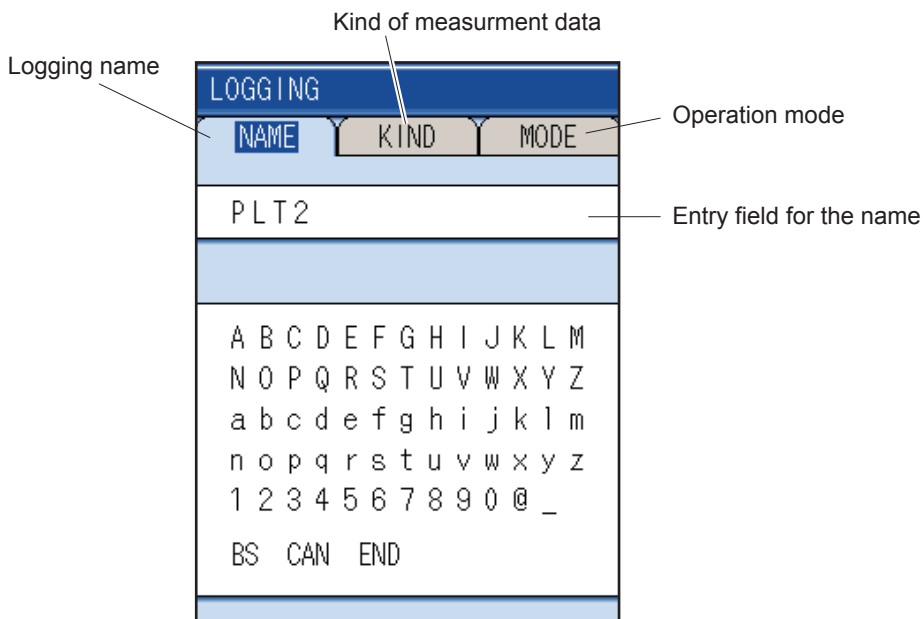 Kind of measurment data
Logging name
LOGGING
NAME KIND MODE
Operation mode
PLT2
Entry field for the name
A B C D E F G H I J K L M
N O P Q R S T U V W X Y Z
a b c d e f g h i j k l m
n o p q r s t u v w x y z
1 2 3 4 5 6 7 8 9 0 @ _
BS CAN END